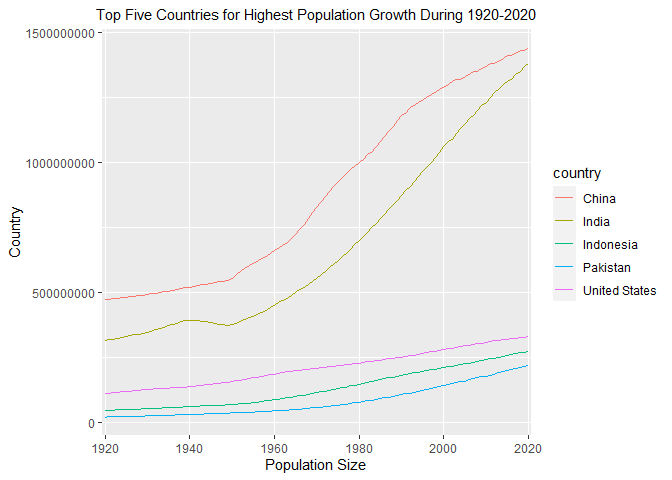 Top Five Countries for Highest Population Growth During 1920-2020
1500000000
1000000000
500000000
0
Country
1920
1940
1960
1980
2000
2020
Population Size
country
China
India
Indonesia
Pakistan
United States